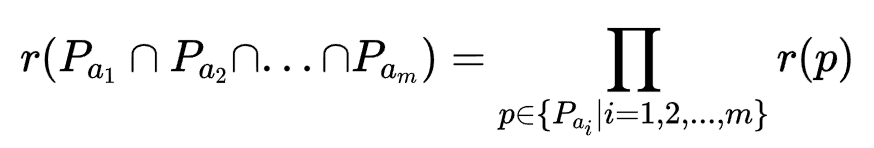 r(P_{a_1} ∩ P_{a_2} ∩ … ∩ P_{a_m}) = ∏_{p∈{P_{a_i}|i=1,2,…,m}} r(p)